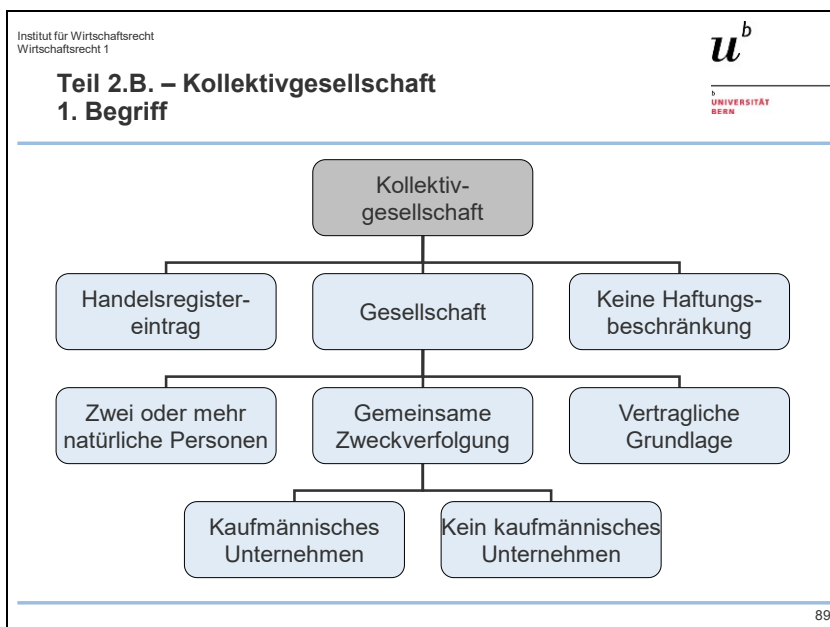 Institut für Wirtschaftsrecht
Wirtschaftsrecht 1
u^b
Teil 2.B. – Kollektivgesellschaft
1. Begriff
b
UNIVERSITÄT
BERN
Kollektiv-
gesellschaft
Handelsregister-
eintrag
Gesellschaft
Keine Haftungs-
beschränkung
Zwei oder mehr
natürliche Personen
Gemeinsame
Zweckverfolgung
Vertragliche
Grundlage
Kaufmännisches
Unternehmen
Kein kaufmännisches
Unternehmen
89